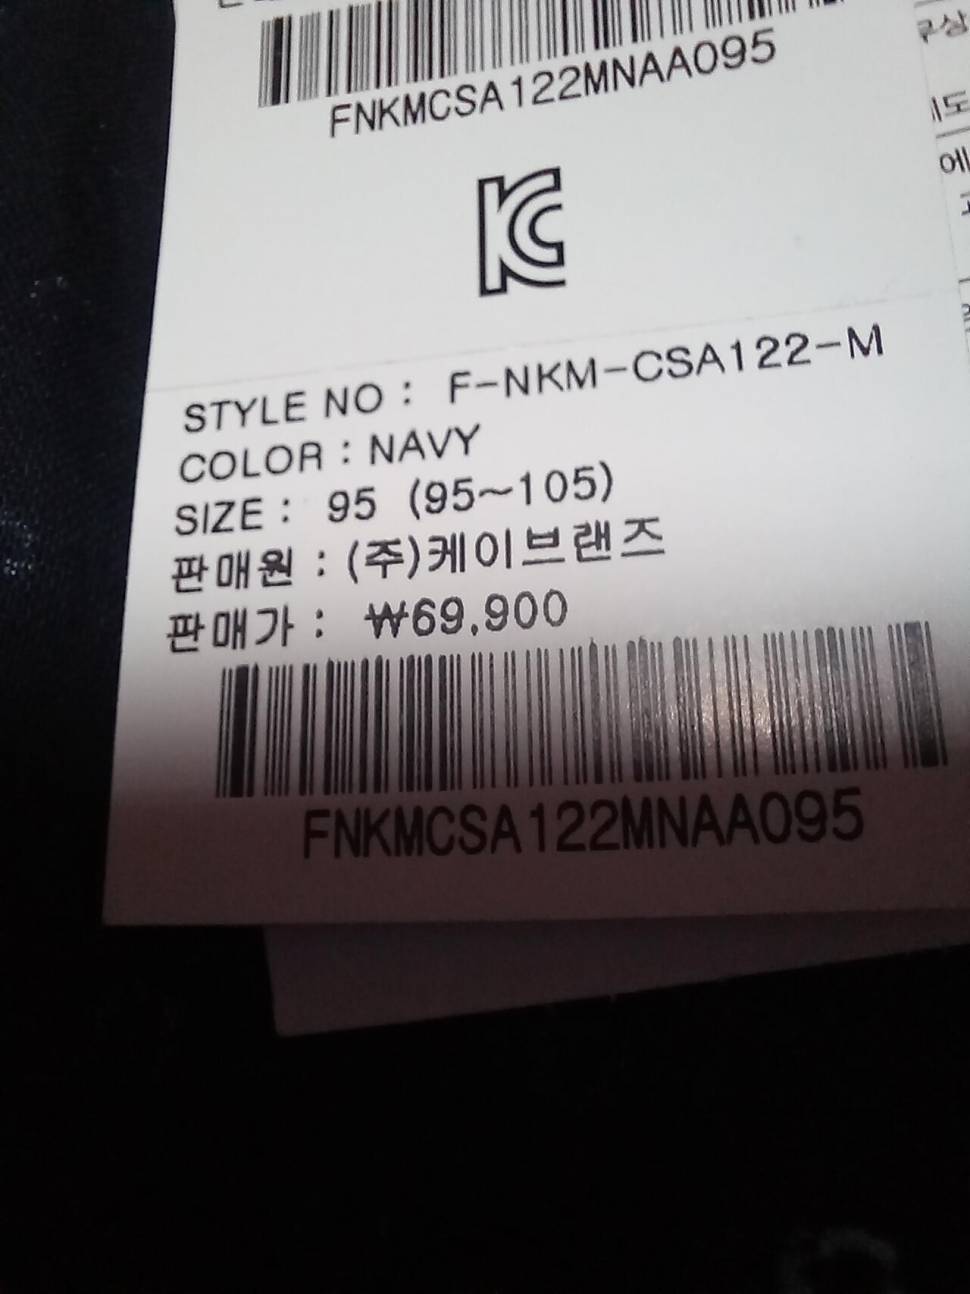 FNKMCSA122MNAA095
KC
STYLE NO : F-NKM-CSA122-M
COLOR : NAVY
SIZE : 95 (95~105)
판매원 : (주)케이브랜즈
판매가 : ₩69,900
FNKMCSA122MNAA095